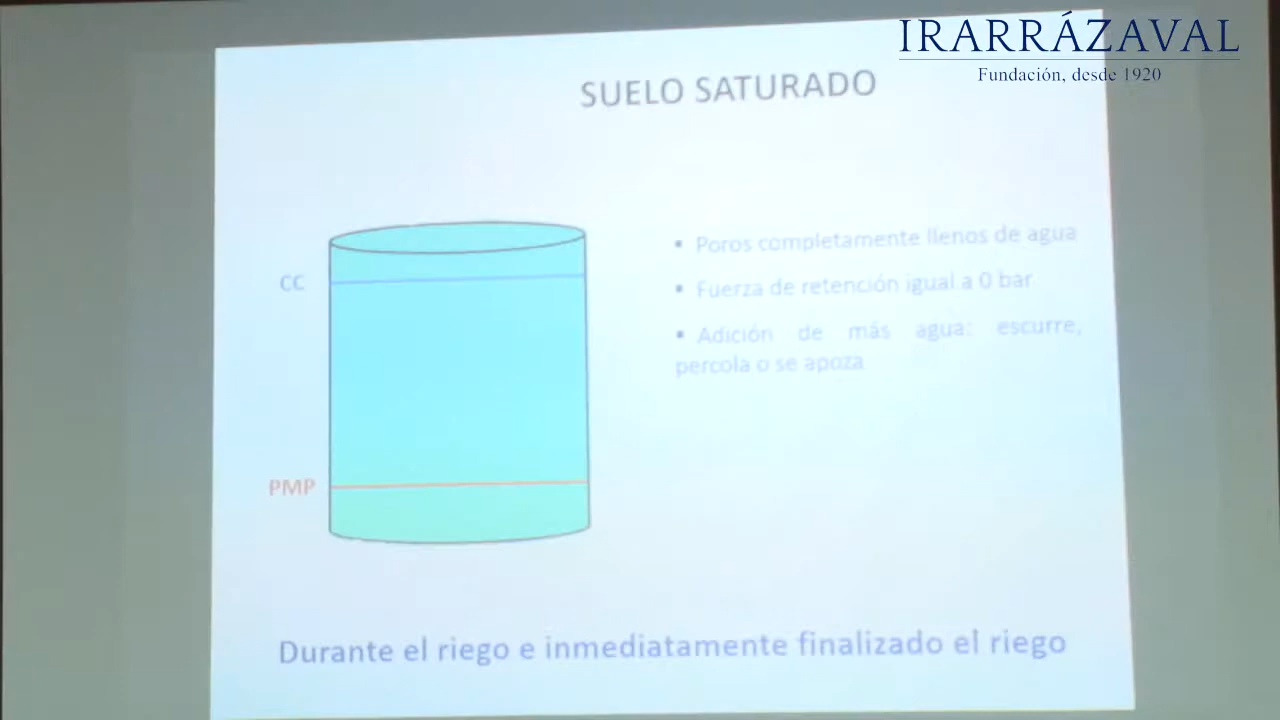 IRARRÁZAVAL
Fundación, desde 1920
SUELO SATURADO
CC
PMP
▪ Poros completamente llenos de agua
▪ Fuerza de retención igual a 0 bar
▪ Adición de más agua: escurre,
percola o se apoza
Durante el riego e inmediatamente finalizado el riego